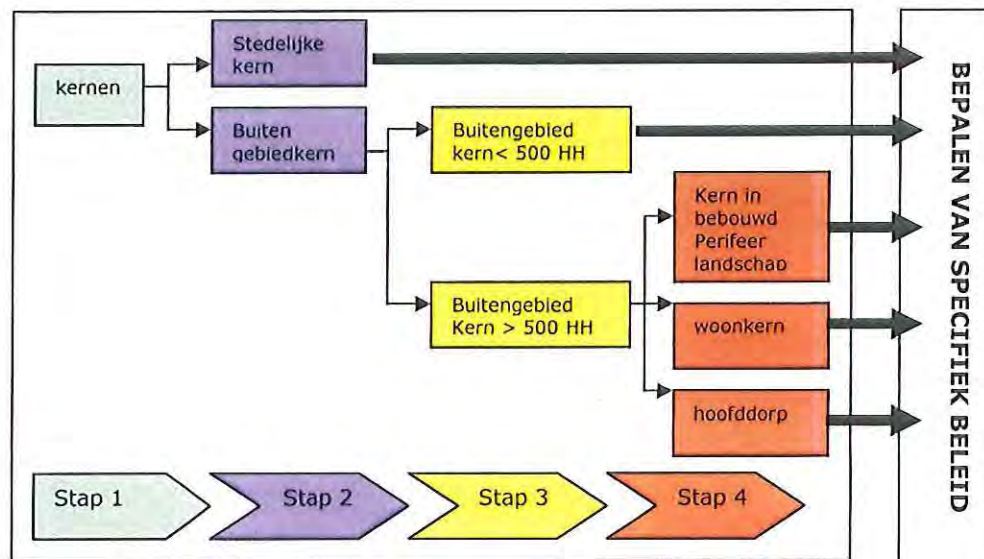 kernen
Stedelijke
kern
Buiten
gebiedkern
Buitengebied
kern< 500 HH
Buitengebied
Kern > 500 HH
Kern in
bebouwd
Perifeer
landschap
woonkern
hoofddorp
BEPALEN VAN SPECIFIEK BELEID
Stap 1
Stap 2
Stap 3
Stap 4